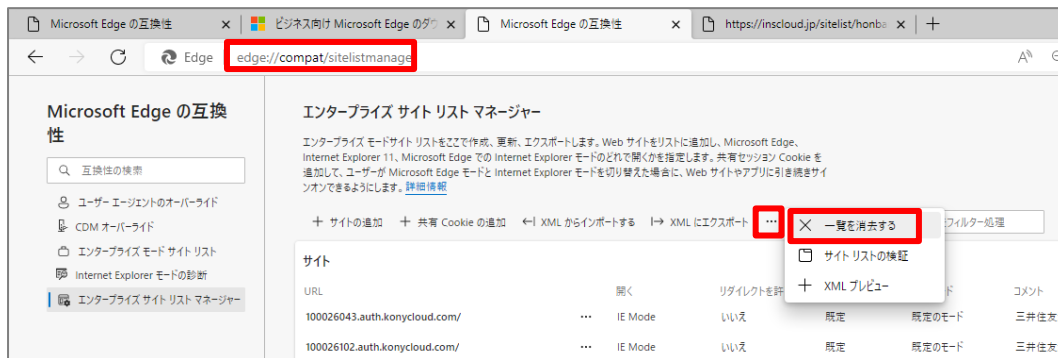 Microsoft Edge の互換性
ビジネス向け Microsoft Edge のダウ
Microsoft Edge の互換性
https://inscloud.jp/sitelist/honba
Edge
edge://compat/sitelistmanage
Microsoft Edge の互換
性
互換性の検索
ユーザー エージェントのオーバーライド
CDM オーバーライド
エンタープライズ モード サイト リスト
Internet Explorer モードの診断
エンタープライズ サイト リスト マネージャー
エンタープライズ サイト リスト マネージャー
エンタープライズ モードサイト リストをここで作成、更新、エクスポートします。Web サイトをリストに追加し、Microsoft Edge、
Internet Explorer 11、Microsoft Edge での Internet Explorer モードのどれで開くかを指定します。共有セッション Cookie を
追加して、ユーザーが Microsoft Edge モードと Internet Explorer モードを切り替えた場合に、Web サイトやアプリに引き続きサイ
ンオンできるようにします。詳細情報
サイトの追加 共有 Cookie の追加 XML からインポートする XML にエクスポート ...
フィルター処理
一覧を消去する
サイト リストの検証
XML プレビュー
サイト
URL 開く リダイレクトを許 ド コメント
100026043.auth.konycloud.com/ ... IE Mode いいえ 既定 既定のモード 三井住友
100026102.auth.konycloud.com/ ... IE Mode いいえ 既定 既定のモード 三井住友